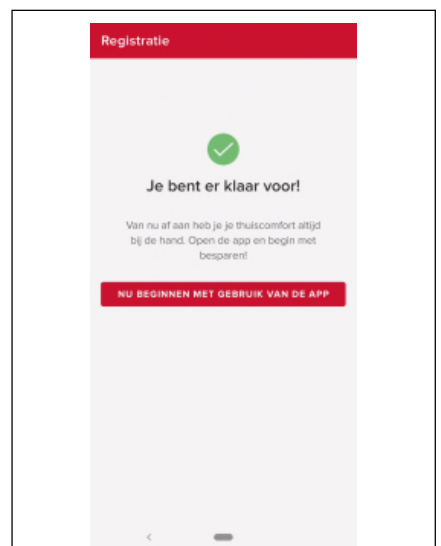 Registratie
Je bent er klaar voor!
Van nu af aan heb je je thuiscomfort altijd
bij de hand. Open de app en begin met
besparen!
NU BEGINNEN MET GEBRUIK VAN DE APP